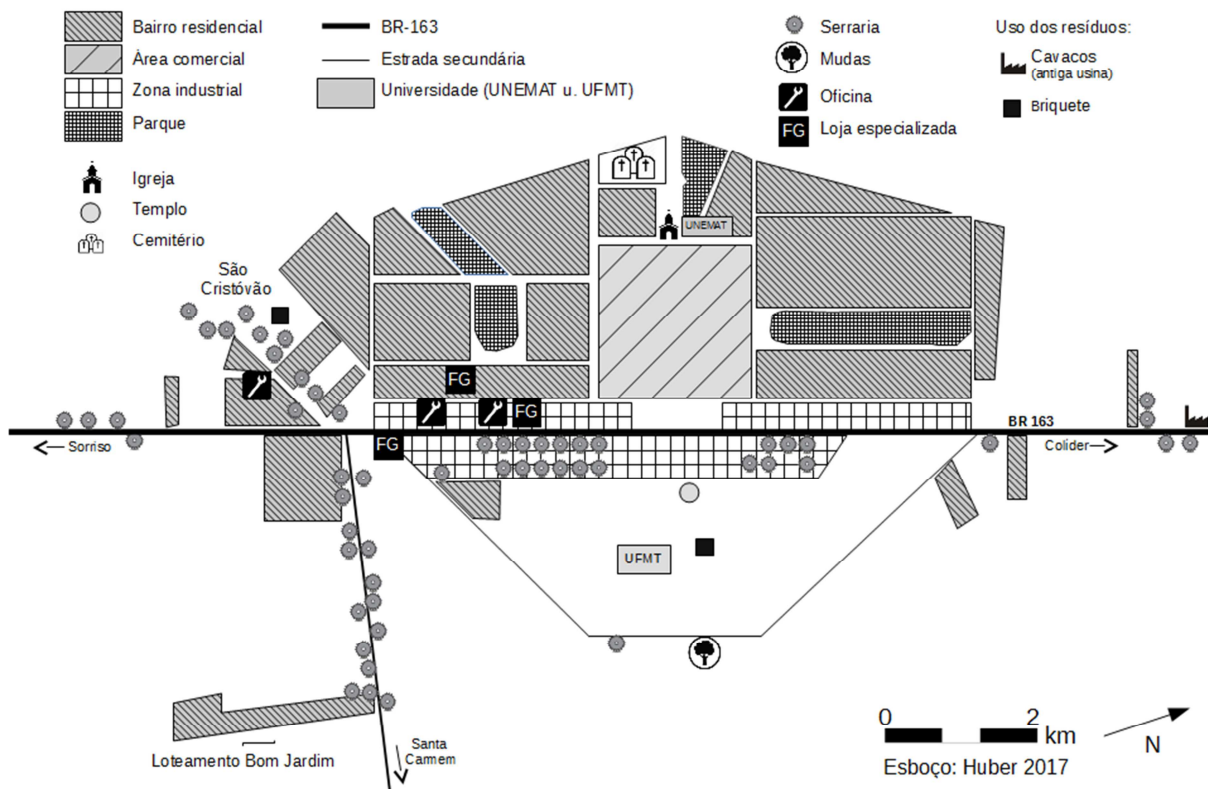 Bairro residencial
Área comercial
Zona industrial
Parque
Igreja
Templo
Cemitério
BR-163
Estrada secundária
Universidade (UNEMAT u. UFMT)
Serraria
Mudas
Oficina
FG Loja especializada
Uso dos resíduos:
Cavacos
(antiga usina)
Briquete
UNEMAT
São
Cristóvão
FG
FG
BR 163
FG
Sorriso
Colider
UFMT
Loteamento Bom Jardim
Santa
Camem
0 2
km
N
Esboço: Huber 2017